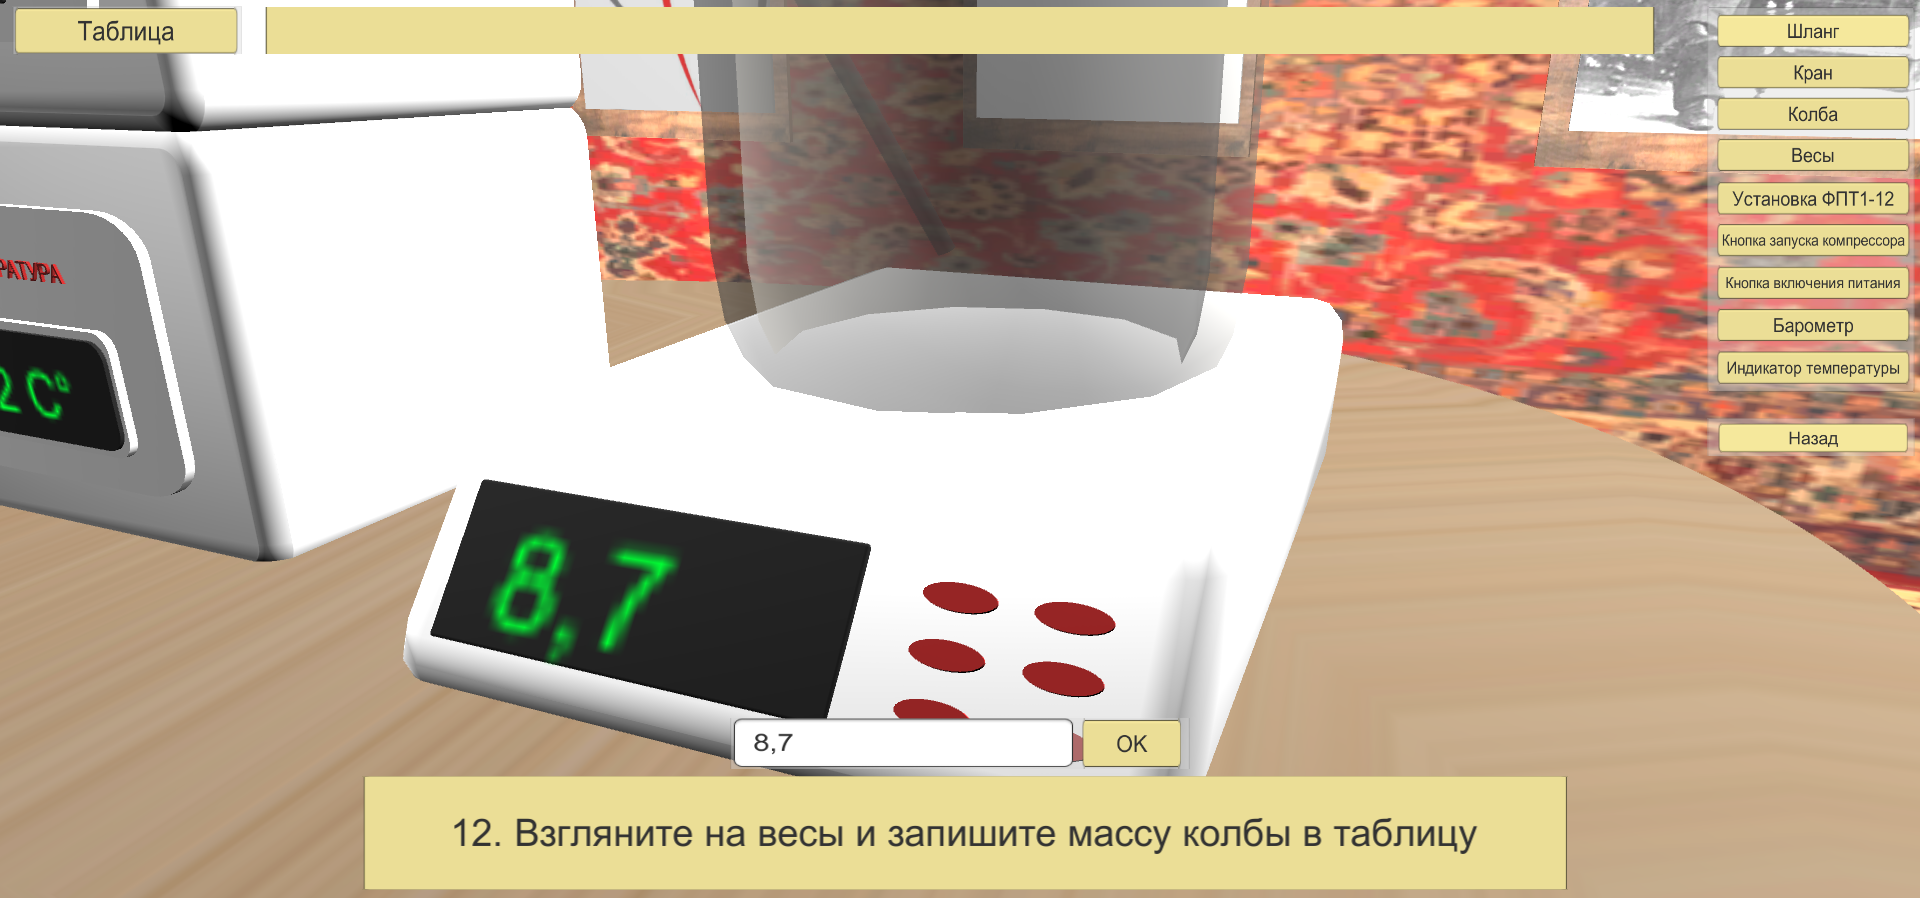 Таблица
Шланг
Кран
Колба
Весы
Установка ФПТ1-12
Кнопка запуска компрессора
Кнопка включения питания
Барометр
Индикатор температуры
Назад
РАТУРА
2 C°
8,7
8,7
OK
12. Взгляните на весы и запишите массу колбы в таблицу